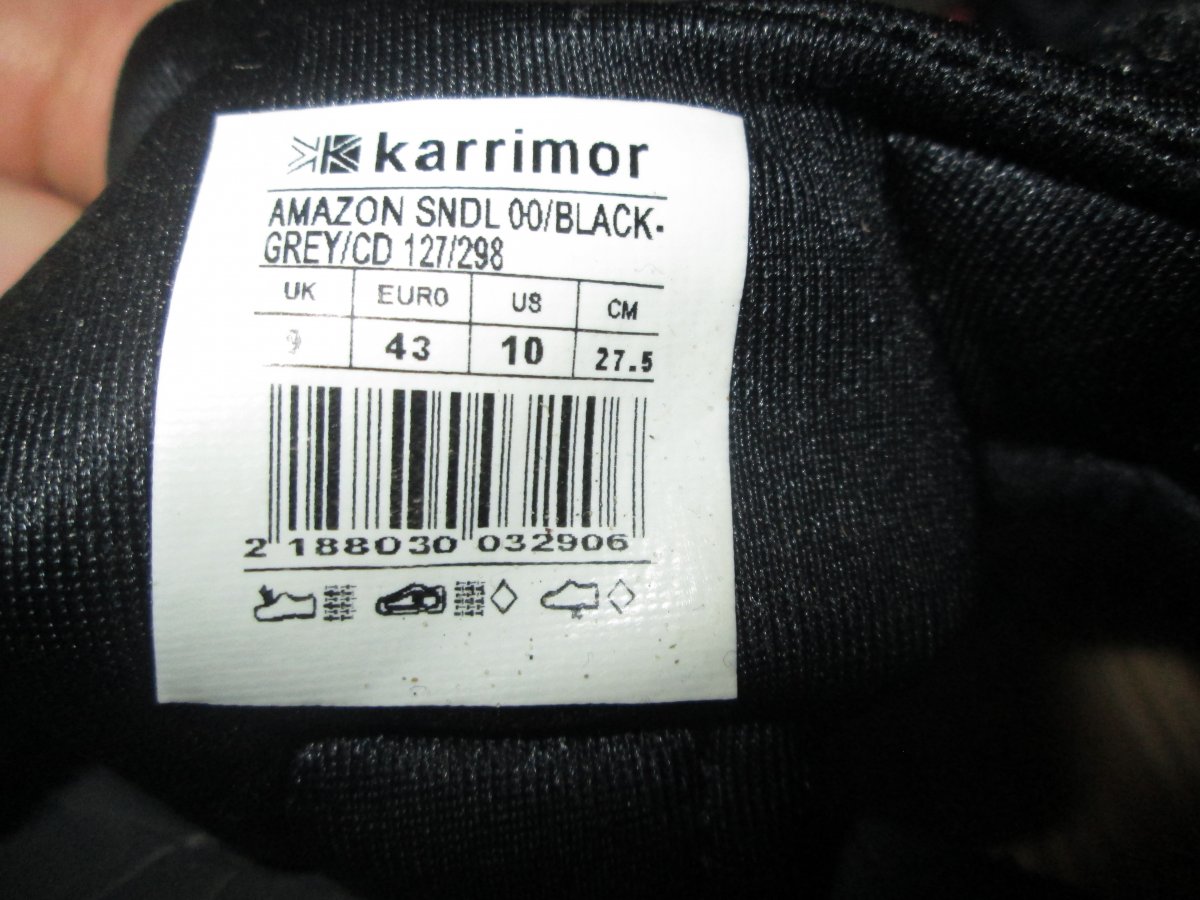 karrimor
AMAZON SNDL 00/BLACK-
GREY/CD 127/298
UK EURO US CM
9 43 10 27.5
2 188030 032906